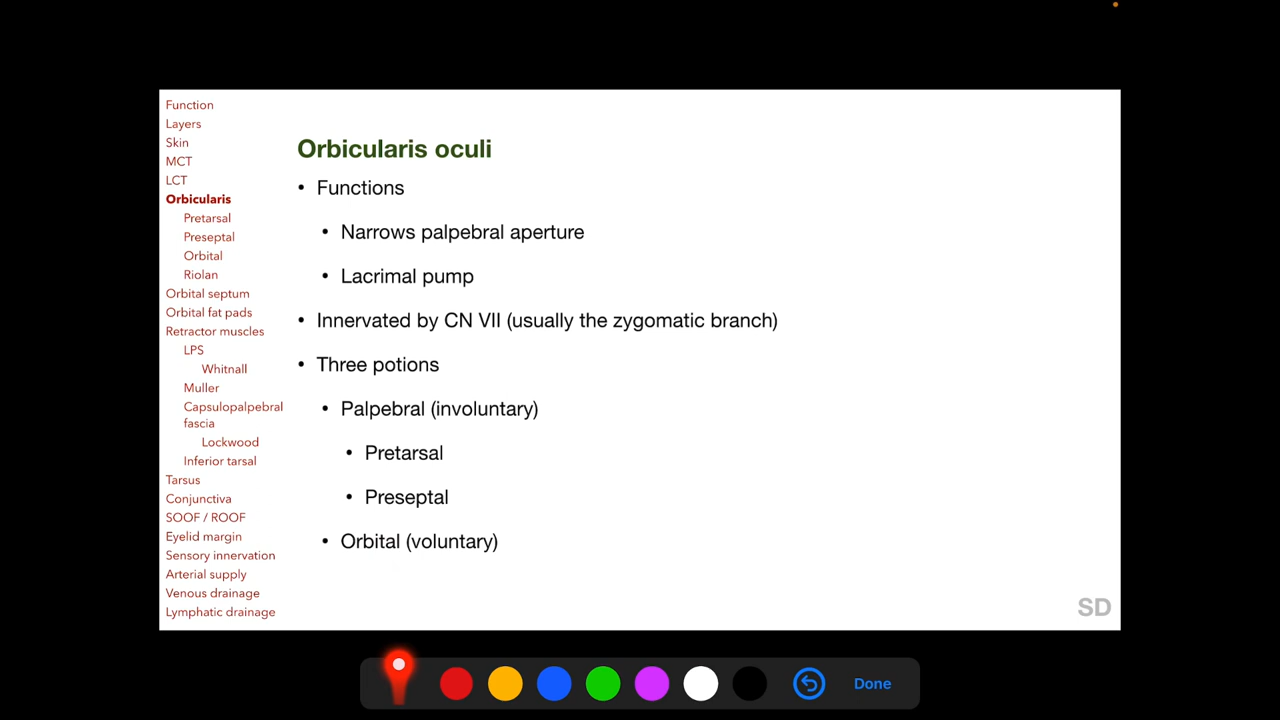 Function
Layers
Skin
MCT
LCT
Orbicularis
Pretarsal
Preseptal
Orbital
Riolan
Orbital septum
Orbital fat pads
Retractor muscles
LPS
Whitnall
Muller
Capsulopalpebral
fascia
Lockwood
Inferior tarsal
Tarsus
Conjunctiva
SOOF / ROOF
Eyelid margin
Sensory innervation
Arterial supply
Venous drainage
Lymphatic drainage
Orbicularis oculi
• Functions
• Narrows palpebral aperture
• Lacrimal pump
• Innervated by CN VII (usually the zygomatic branch)
• Three potions
• Palpebral (involuntary)
• Pretarsal
• Preseptal
• Orbital (voluntary)
SD
Done